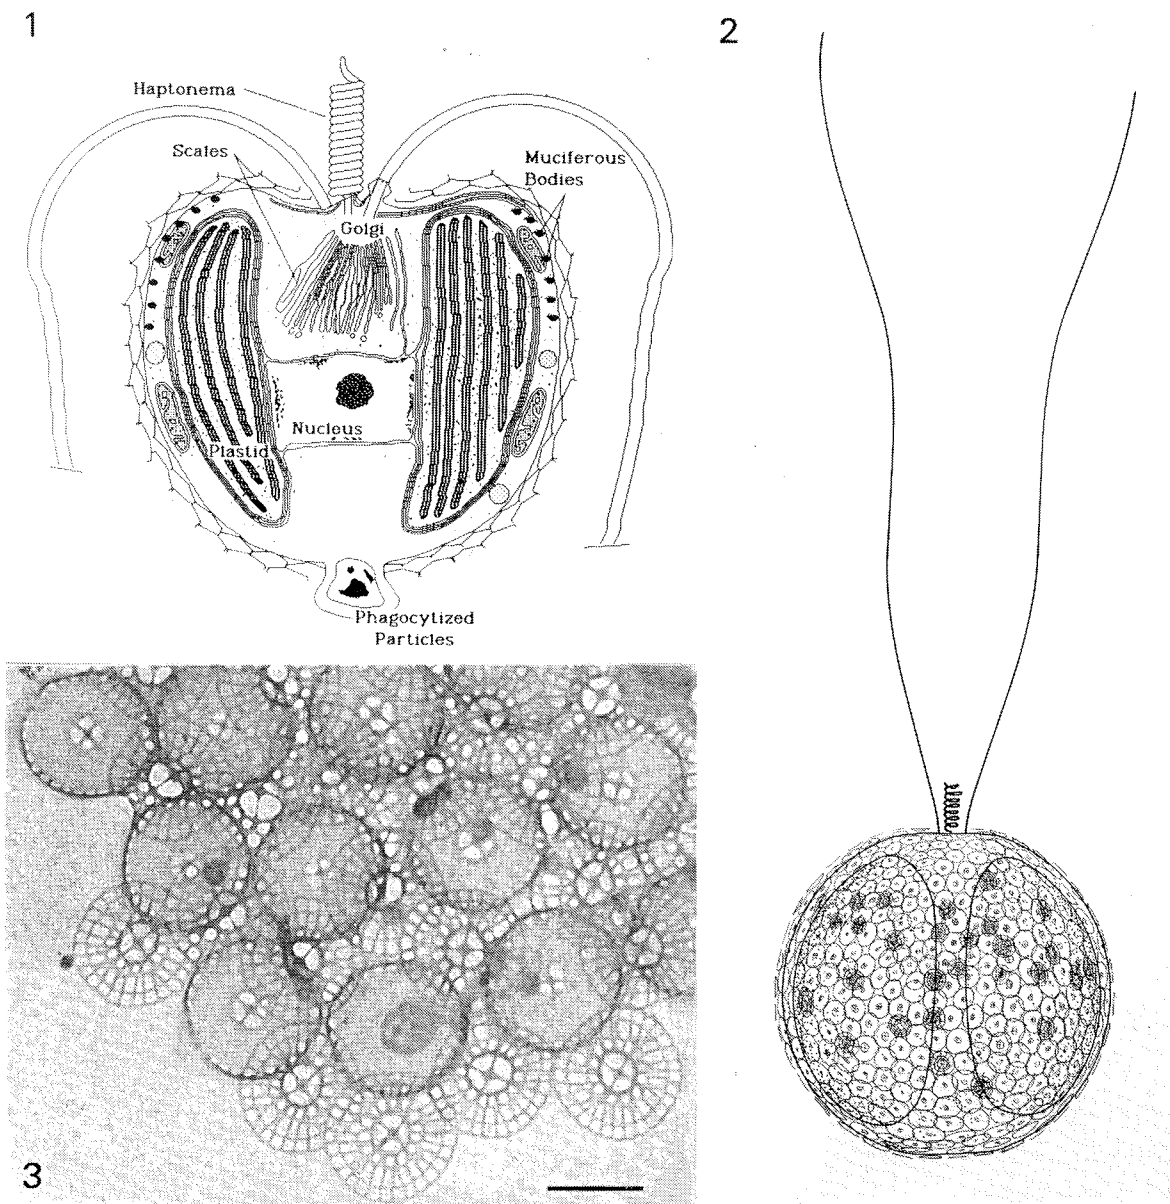 1
Haptonema
Scales
Muciferous
Bodies
Golgi
Nucleus
Plastid
Phagocytized
Particles
2
3